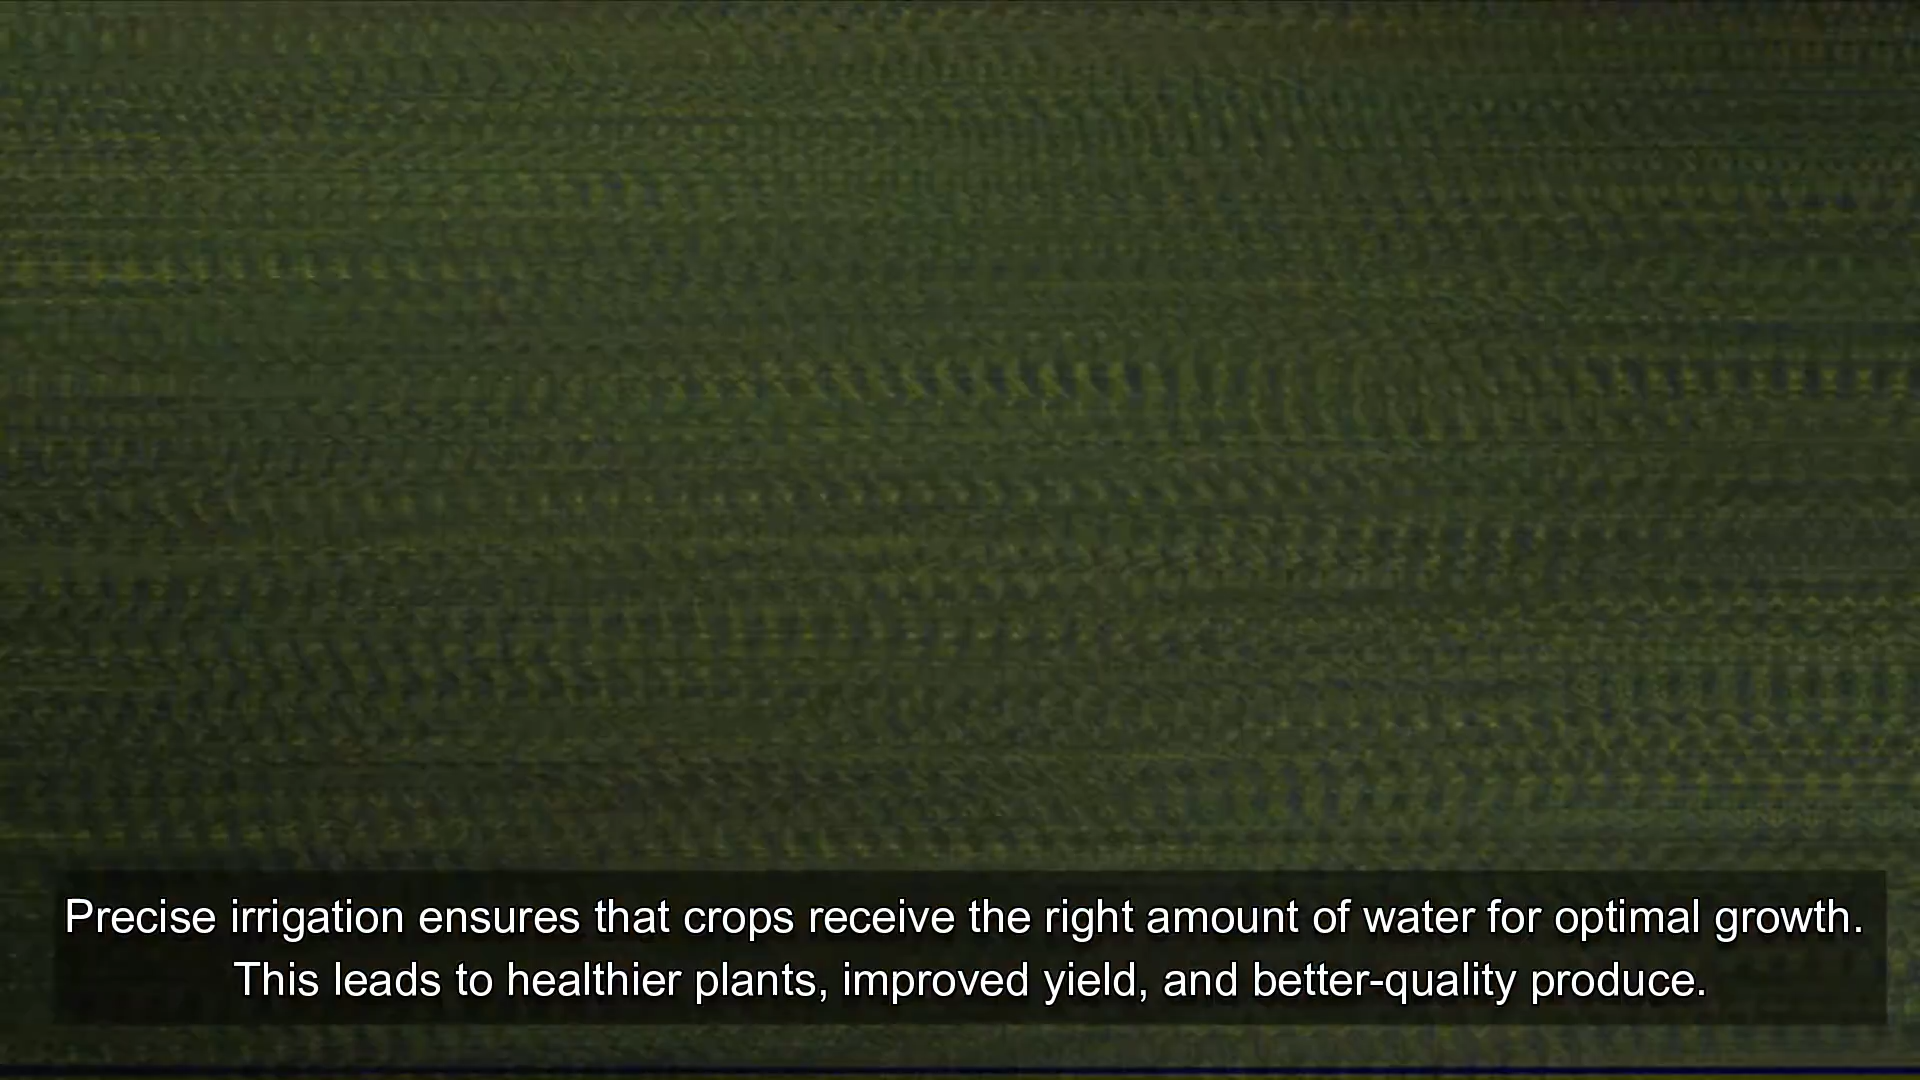 Precise irrigation ensures that crops receive the right amount of water for optimal growth.
This leads to healthier plants, improved yield, and better-quality produce.